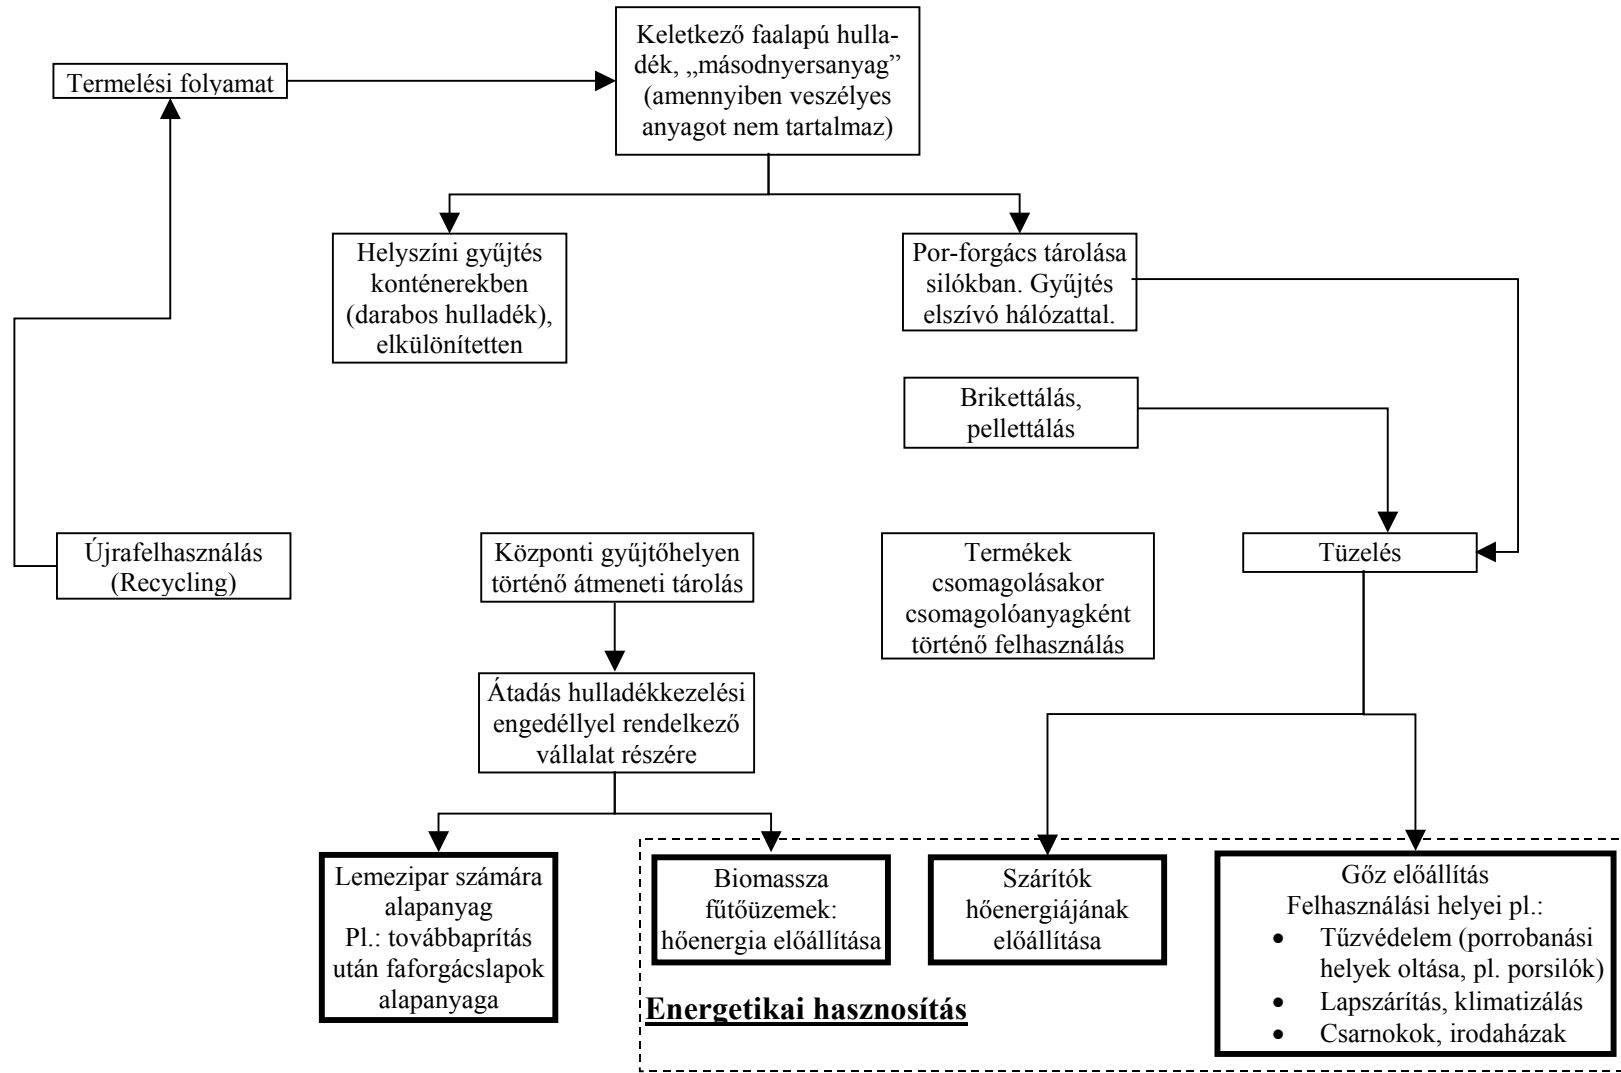 Termelési folyamat
Keletkező faalapú hulla-
dék, „másodnyersanyag”
(amennyiben veszélyes
anyagot nem tartalmaz)
Helyszíni gyűjtés
konténerekben
(darabos hulladék),
elkülönítetten
Por-forgács tárolása
silókban. Gyűjtés
elszívó hálózattal.
Brikettálás,
pellettálás
Újrafelhasználás
(Recycling)
Központi gyűjtőhelyen
történő átmeneti tárolás
Termékek
csomagolásakor
csomagolóanyagként
történő felhasználás
Tüzelés
Átadás hulladékkezelési
engedéllyel rendelkező
vállalat részére
Lemezipar számára
alapanyag
Pl.: továbbaprítás
után faforgácslapok
alapanyaga
Biomassza
fűtőüzemek:
hőenergia előállítása
Szárítók
hőenergiájának
előállítása
Gőz előállítás
Felhasználási helyei pl.:
• Tűzvédelem (porrobanási
helyek oltása, pl. porsilók)
• Lapszárítás, klimatizálás
• Csarnokok, irodaházak
Energetikai hasznosítás